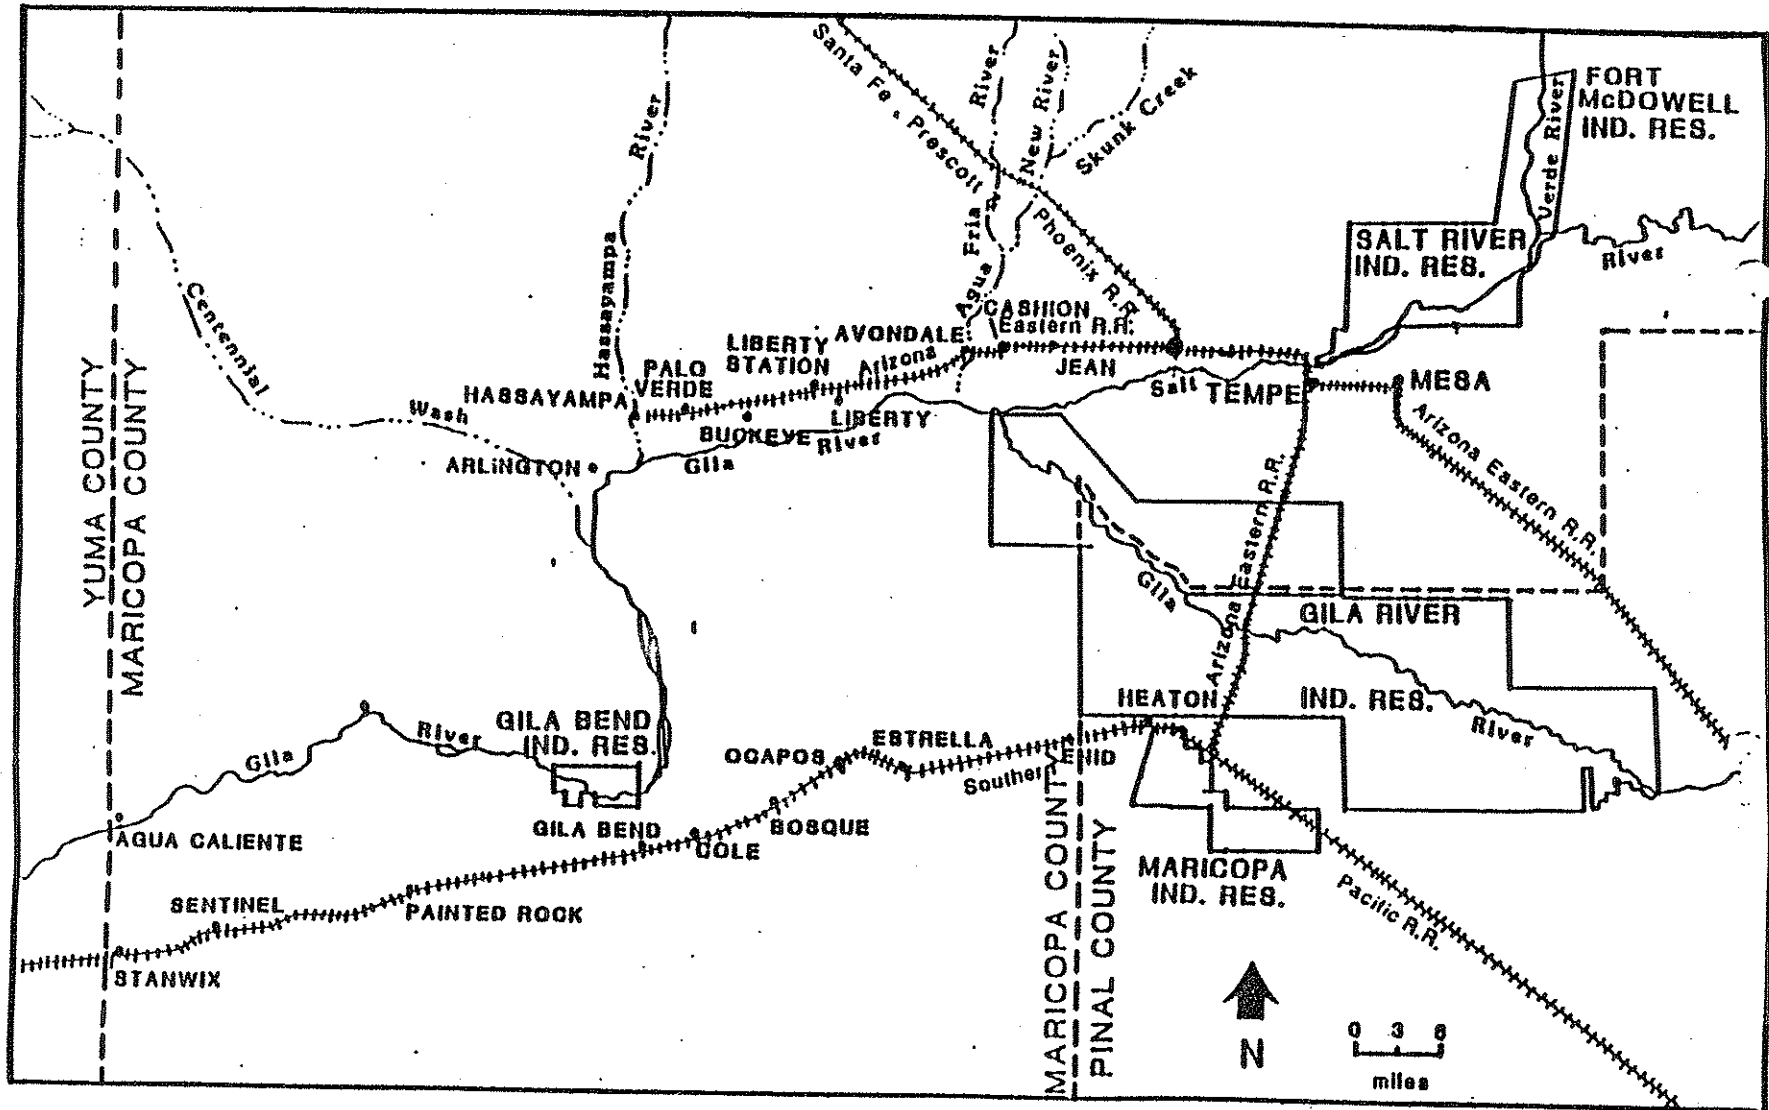 Santa Fe, Prescott
Phoenix R.R.
River
New River
Skunk Creek
Verde River
FORT
McDOWELL
IND. RES.
River
Hassayampa
Agua Fria
SALT RIVER
IND. RES.
River
Centennial
Wash
CASHION
Eastern R.R.
LIBERTY
STATION
AVONDALE
Arizona
JEAN
PALO
VERDE
HASSAYAMPA
Salt
TEMPE
MESA
BUCKEYE
LIBERTY
River
Gila
ARLINGTON
Arizona Eastern R.R.
Arizona Eastern R.R.
YUMA COUNTY
MARICOPA COUNTY
Gila
GILA RIVER
IND. RES.
River
HEATON
GILA BEND
IND. RES.
River
Gila
OCAPOS
ESTRELLA
Southern
ENID
AGUA CALIENTE
GILA BEND
COLE
BOSQUE
MARICOPA
IND. RES.
Pacific R.R.
SENTINEL
PAINTED ROCK
STANWIX
MARICOPA COUNTY
PINAL COUNTY
N
0 3 6
miles